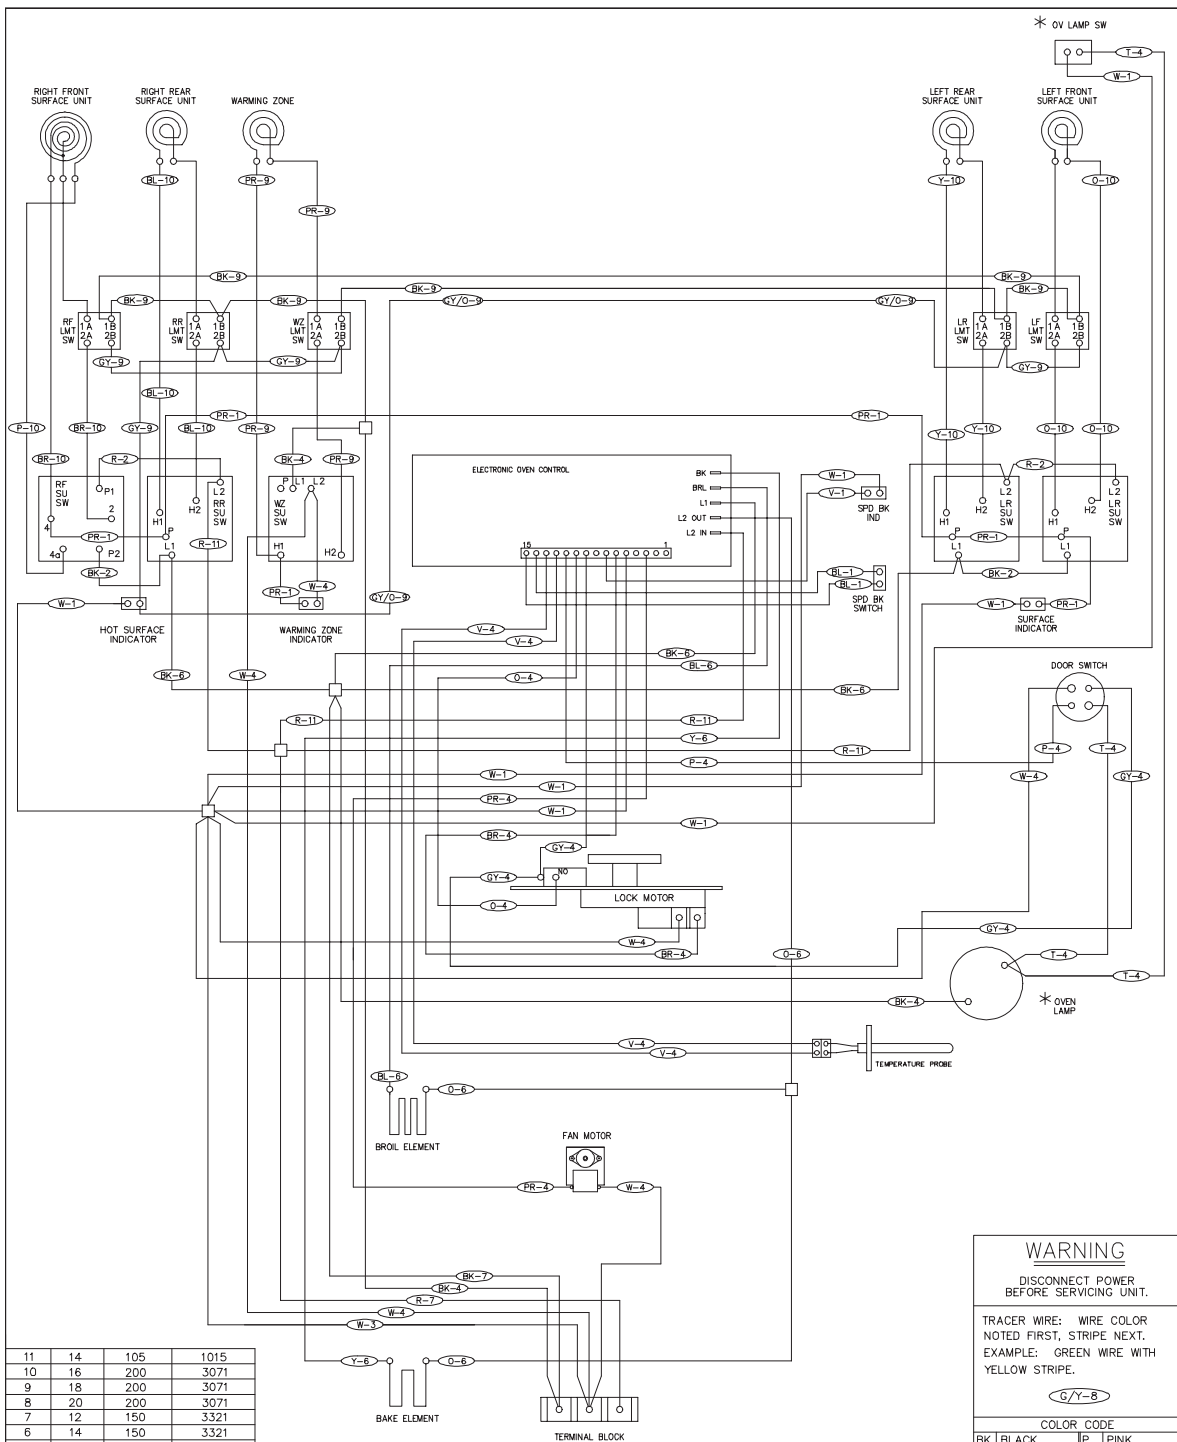 * OV LAMP SW
T-4
W-1
RIGHT FRONT
SURFACE UNIT
RIGHT REAR
SURFACE UNIT
WARMING ZONE
LEFT REAR
SURFACE UNIT
LEFT FRONT
SURFACE UNIT
BL-10
PR-9
Y-10
O-10
PR-9
BK-9
BK-9
BK-9
BK-9
BK-9
BK-9
GY/O-9
GY/O-9
RF
LMT
SW
1A 1B
2A 2B
RR
LMT
SW
1A 1B
2A 2B
WZ
LMT
SW
1A 1B
2A 2B
LR
LMT
SW
1A 1B
2A 2B
LF
LMT
SW
1A 1B
2A 2B
GY-9
GY-9
GY-9
BL-10
PR-1
PR-1
P-10
BR-10
GY-9
BL-10
PR-9
Y-10
Y-10
O-10
O-10
BR-10
R-2
BK-4
PR-9
R-2
ELECTRONIC OVEN CONTROL
BK
BRL
L1
L2 OUT
L2 IN
15
1
W-1
V-1
SPD BK
IND
RF
SU
SW
P1
2
4
4a
P2
PR-1
BK-2
L2
RR
SU
SW
H1
H2
P
L1
R-11
P L1 L2
WZ
SU
SW
H1
H2
L2
LR
SU
SW
H1
H2
P
L1
PR-1
BK-2
L2
LR
SU
SW
H1
H2
P
L1
BL-1
BL-1
SPD BK
SWITCH
W-1
HOT SURFACE
INDICATOR
PR-1
W-4
WARMING ZONE
INDICATOR
GY/O-9
W-1
PR-1
SURFACE
INDICATOR
V-4
V-4
BK-6
BL-6
BK-6
W-4
O-4
BK-6
DOOR SWITCH
R-11
R-11
Y-6
R-11
P-4
P-4
T-4
W-4
GY-4
W-1
W-1
PR-4
W-1
W-1
BR-4
GY-4
GY-4
NO
LOCK MOTOR
O-4
W-4
BR-4
GY-4
O-6
T-4
T-4
BK-4
* OVEN
LAMP
V-4
V-4
TEMPERATURE PROBE
BL-6
O-6
BROIL ELEMENT
FAN MOTOR
PR-4
W-4
BK-7
BK-4
R-7
W-4
W-3
Y-6
O-6
BAKE ELEMENT
TERMINAL BLOCK
11 14 105 1015
10 16 200 3071
9 18 200 3071
8 20 200 3071
7 12 150 3321
6 14 150 3321
WARNING
DISCONNECT POWER
BEFORE SERVICING UNIT.
TRACER WIRE: WIRE COLOR
NOTED FIRST, STRIPE NEXT.
EXAMPLE: GREEN WIRE WITH
YELLOW STRIPE.
G/Y-8
COLOR CODE
BK BLACK P PINK